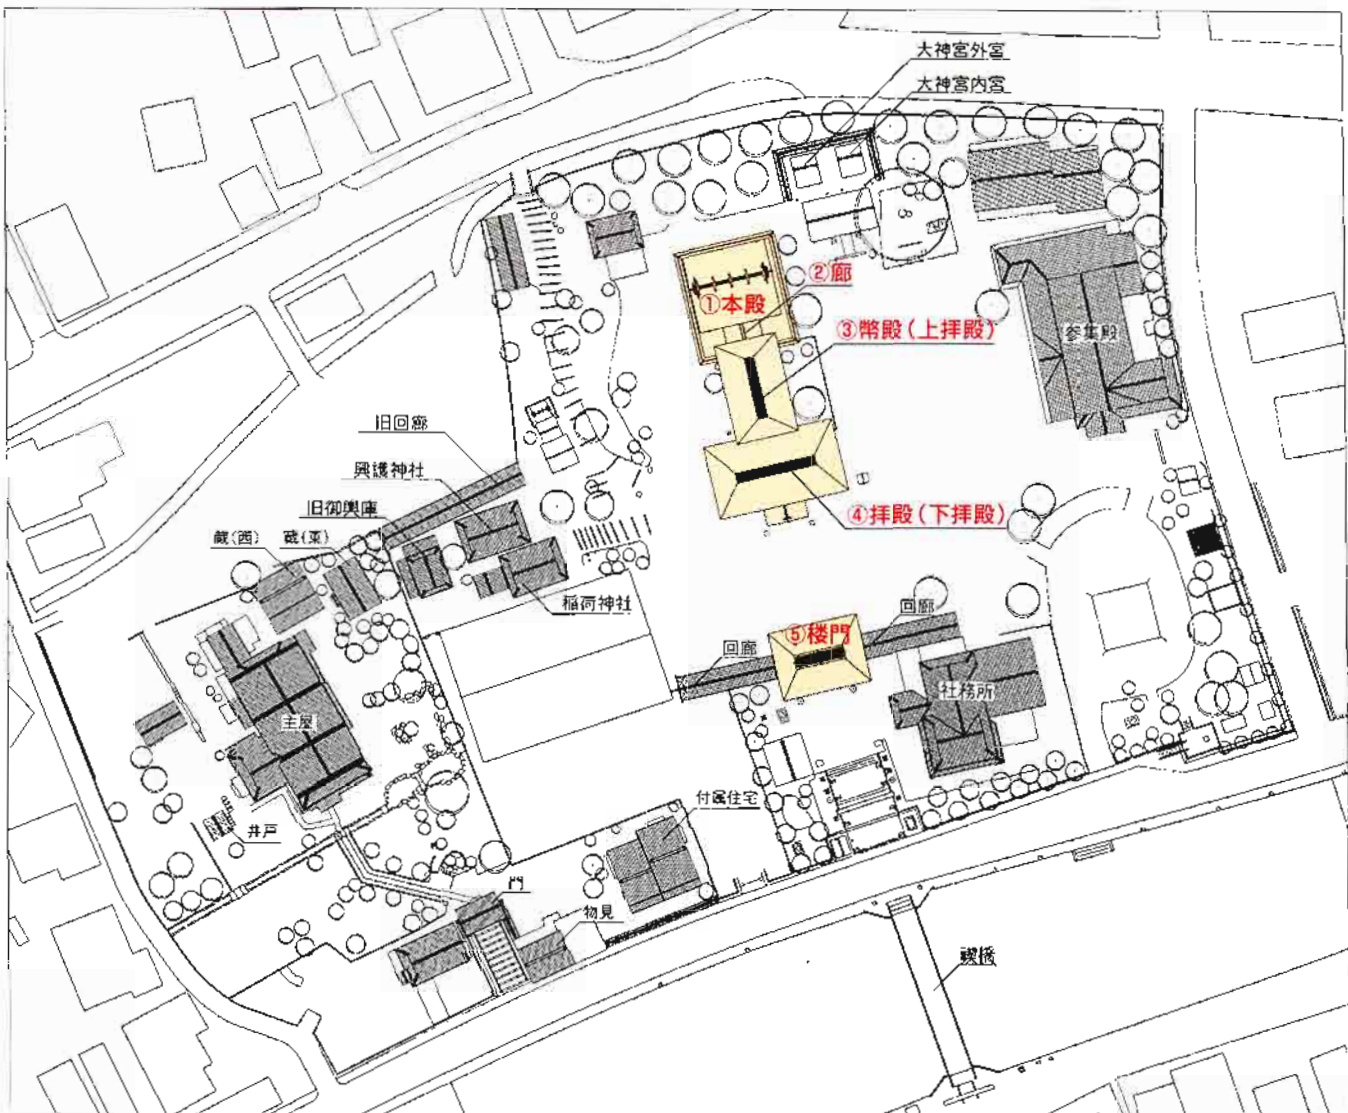 大神宮外宮
大神宮内宮
②廊
①本殿
③幣殿(上拝殿)
参集殿
旧回廊
興護神社
旧御輿庫
蔵(西)
蔵(東)
④拝殿(下拝殿)
稲荷神社
回廊
⑤楼門
回廊
社務所
主屋
付属住宅
井戸
門
物見
禊橋